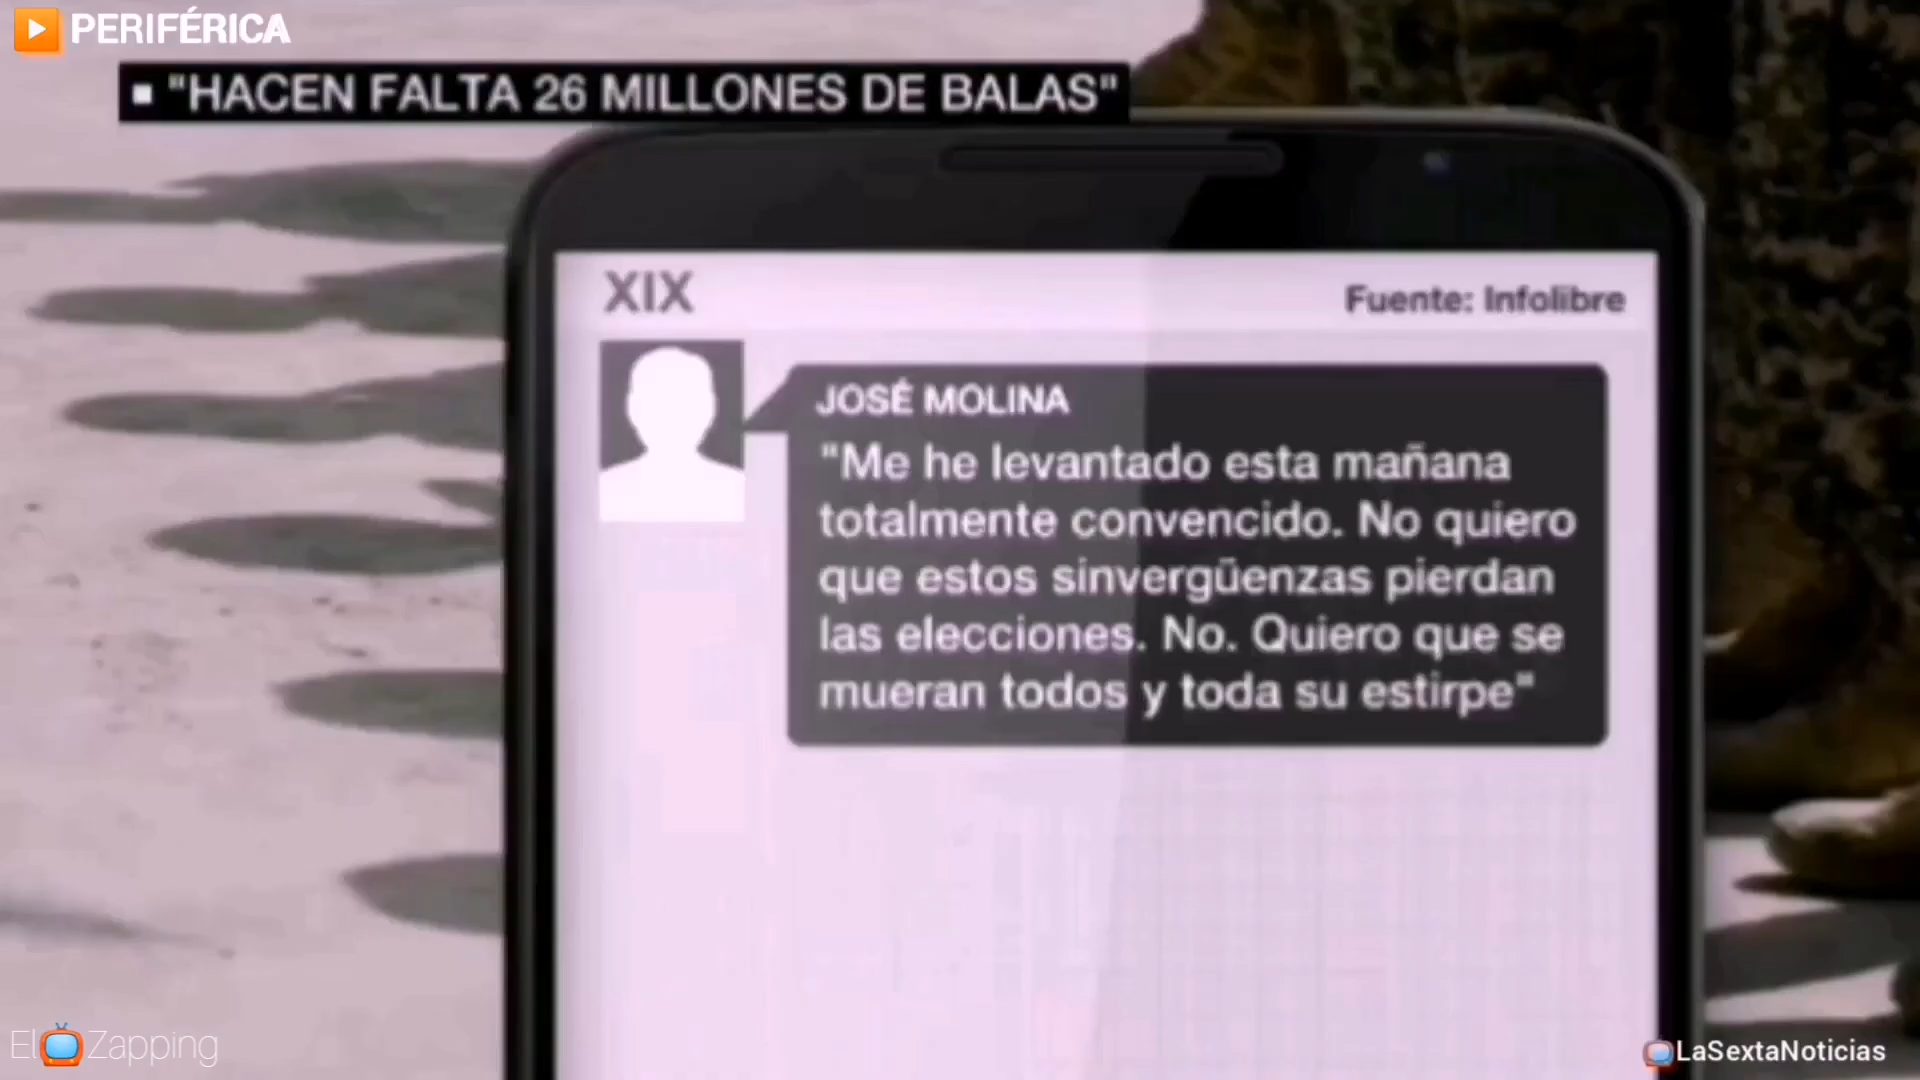 PERIFÉRICA
"HACEN FALTA 26 MILLONES DE BALAS"
XIX
Fuente: Infolibre
JOSÉ MOLINA
"Me he levantado esta mañana
totalmente convencido. No quiero
que estos sinvergüenzas pierdan
las elecciones. No. Quiero que se
mueran todos y toda su estirpe"
El Zapping
LaSextaNoticias